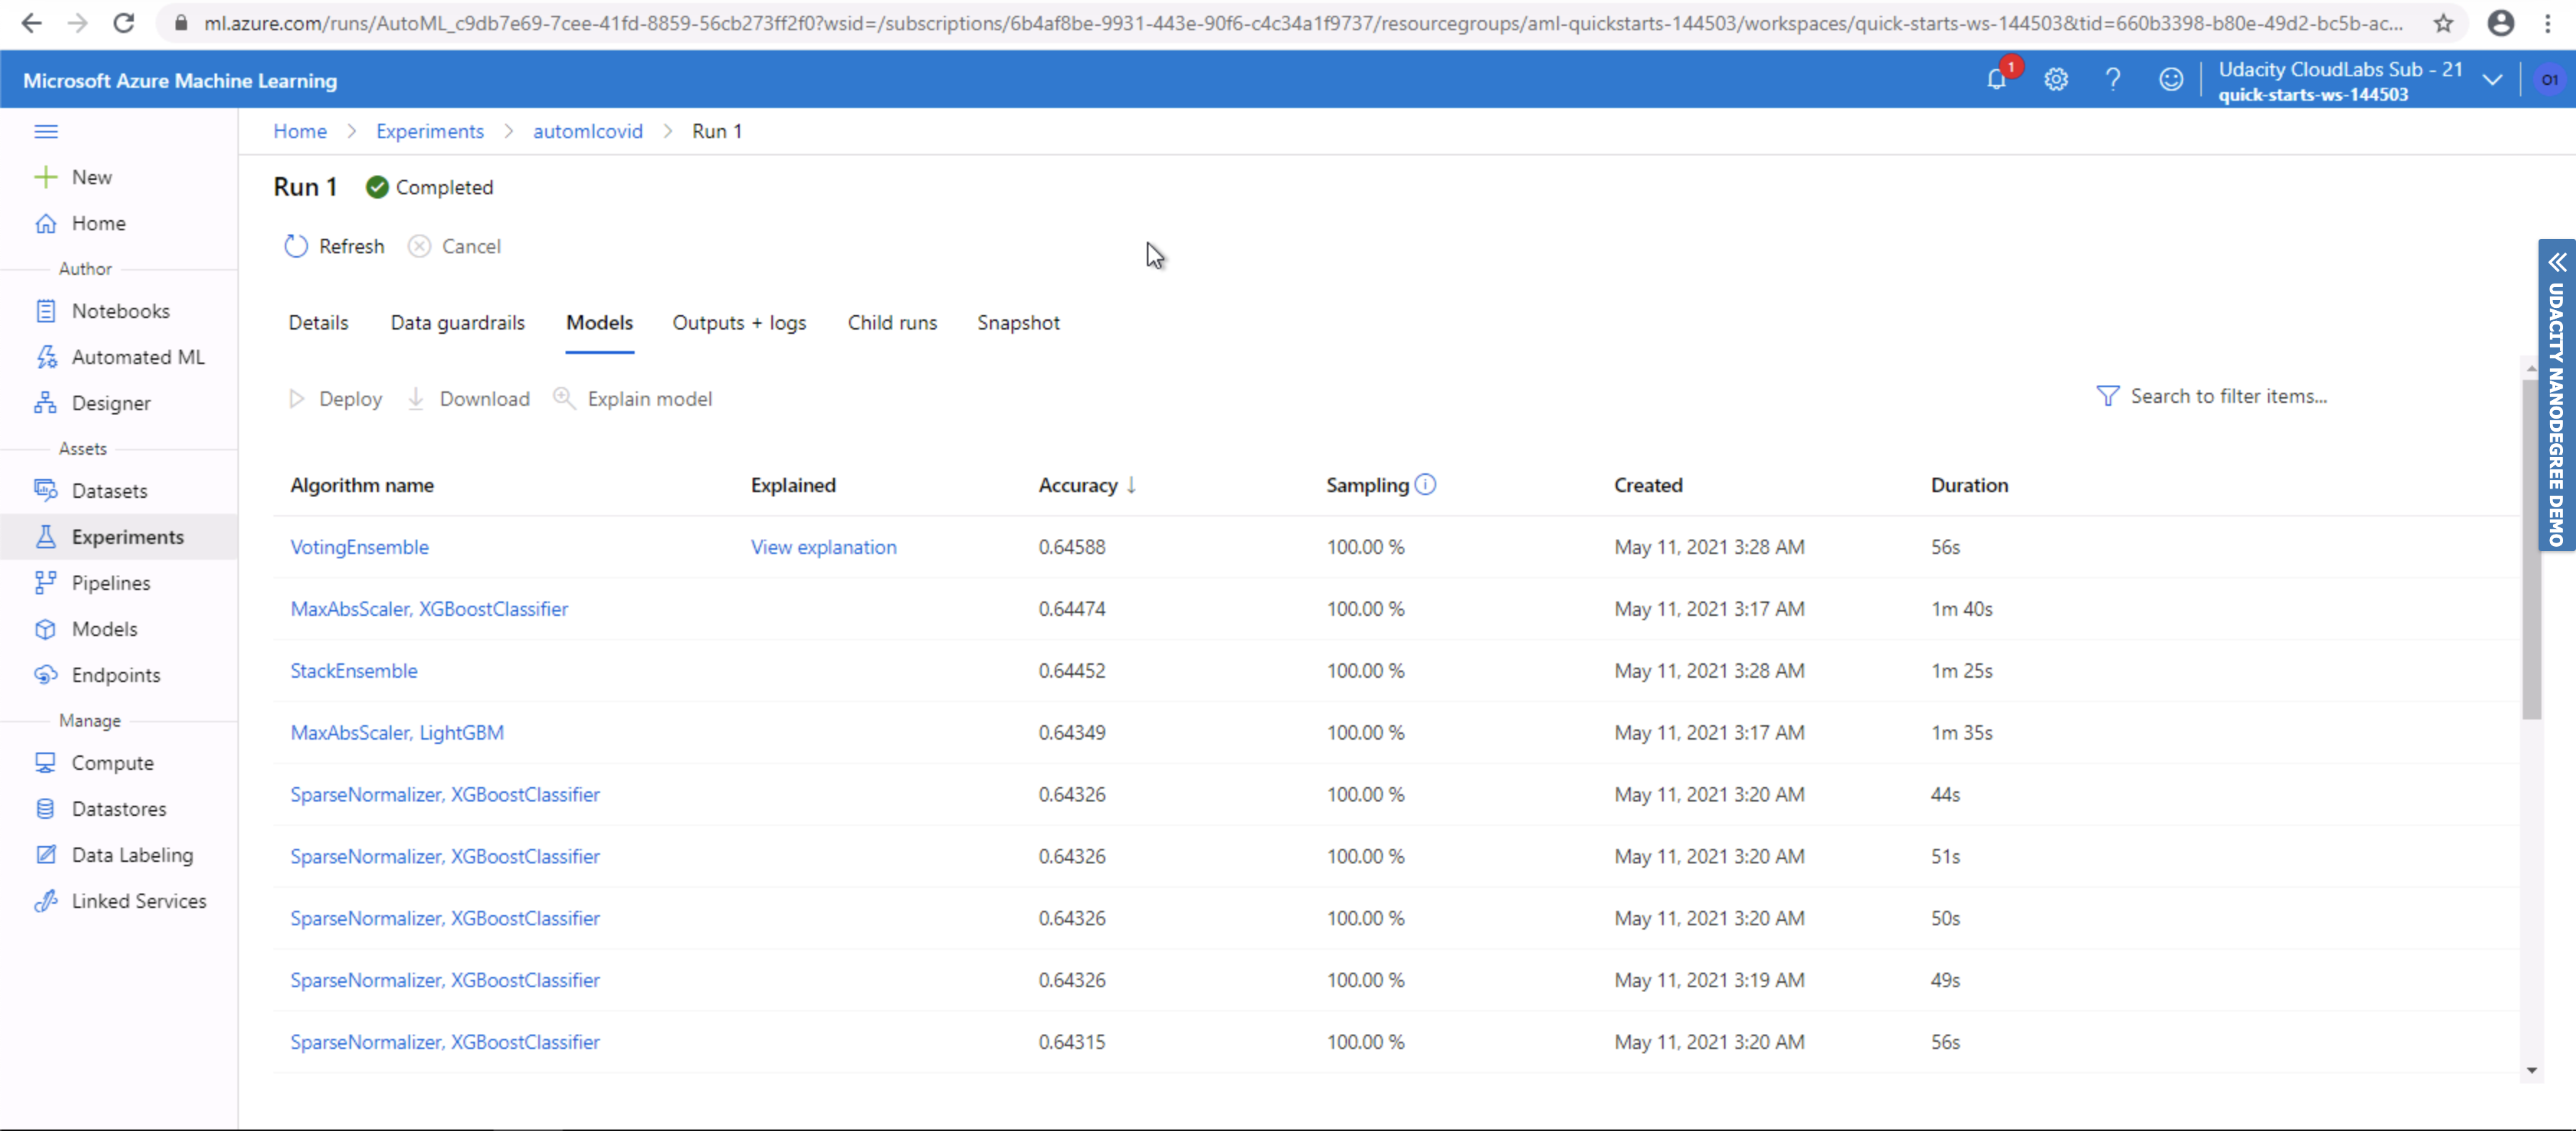 ml.azure.com/runs/AutoML_c9db7e69-7cee-41fd-8859-56cb273ff2f0?wsid=/subscriptions/6b4af8be-9931-443e-90f6-c4c34a1f9737/resourcegroups/aml-quickstarts-144503/workspaces/quick-starts-ws-144503&tid=660b3398-b80e-49d2-bc5b-ac...
Microsoft Azure Machine Learning
1
Udacity CloudLabs Sub - 21
quick-starts-ws-144503
O1
Home > Experiments > automlcovid > Run 1
New
Home
Author
Notebooks
Automated ML
Designer
Assets
Datasets
Experiments
Pipelines
Models
Endpoints
Manage
Compute
Datastores
Data Labeling
Linked Services
Run 1 Completed
Refresh Cancel
Details Data guardrails Models Outputs + logs Child runs Snapshot
Deploy Download Explain model Search to filter items...
Algorithm name Explained Accuracy ↓ Sampling Created Duration
VotingEnsemble View explanation 0.64588 100.00 % May 11, 2021 3:28 AM 56s
MaxAbsScaler, XGBoostClassifier 0.64474 100.00 % May 11, 2021 3:17 AM 1m 40s
StackEnsemble 0.64452 100.00 % May 11, 2021 3:28 AM 1m 25s
MaxAbsScaler, LightGBM 0.64349 100.00 % May 11, 2021 3:17 AM 1m 35s
SparseNormalizer, XGBoostClassifier 0.64326 100.00 % May 11, 2021 3:20 AM 44s
SparseNormalizer, XGBoostClassifier 0.64326 100.00 % May 11, 2021 3:20 AM 51s
SparseNormalizer, XGBoostClassifier 0.64326 100.00 % May 11, 2021 3:20 AM 50s
SparseNormalizer, XGBoostClassifier 0.64326 100.00 % May 11, 2021 3:19 AM 49s
SparseNormalizer, XGBoostClassifier 0.64315 100.00 % May 11, 2021 3:20 AM 56s
UDACITY NANODEGREE DEMO